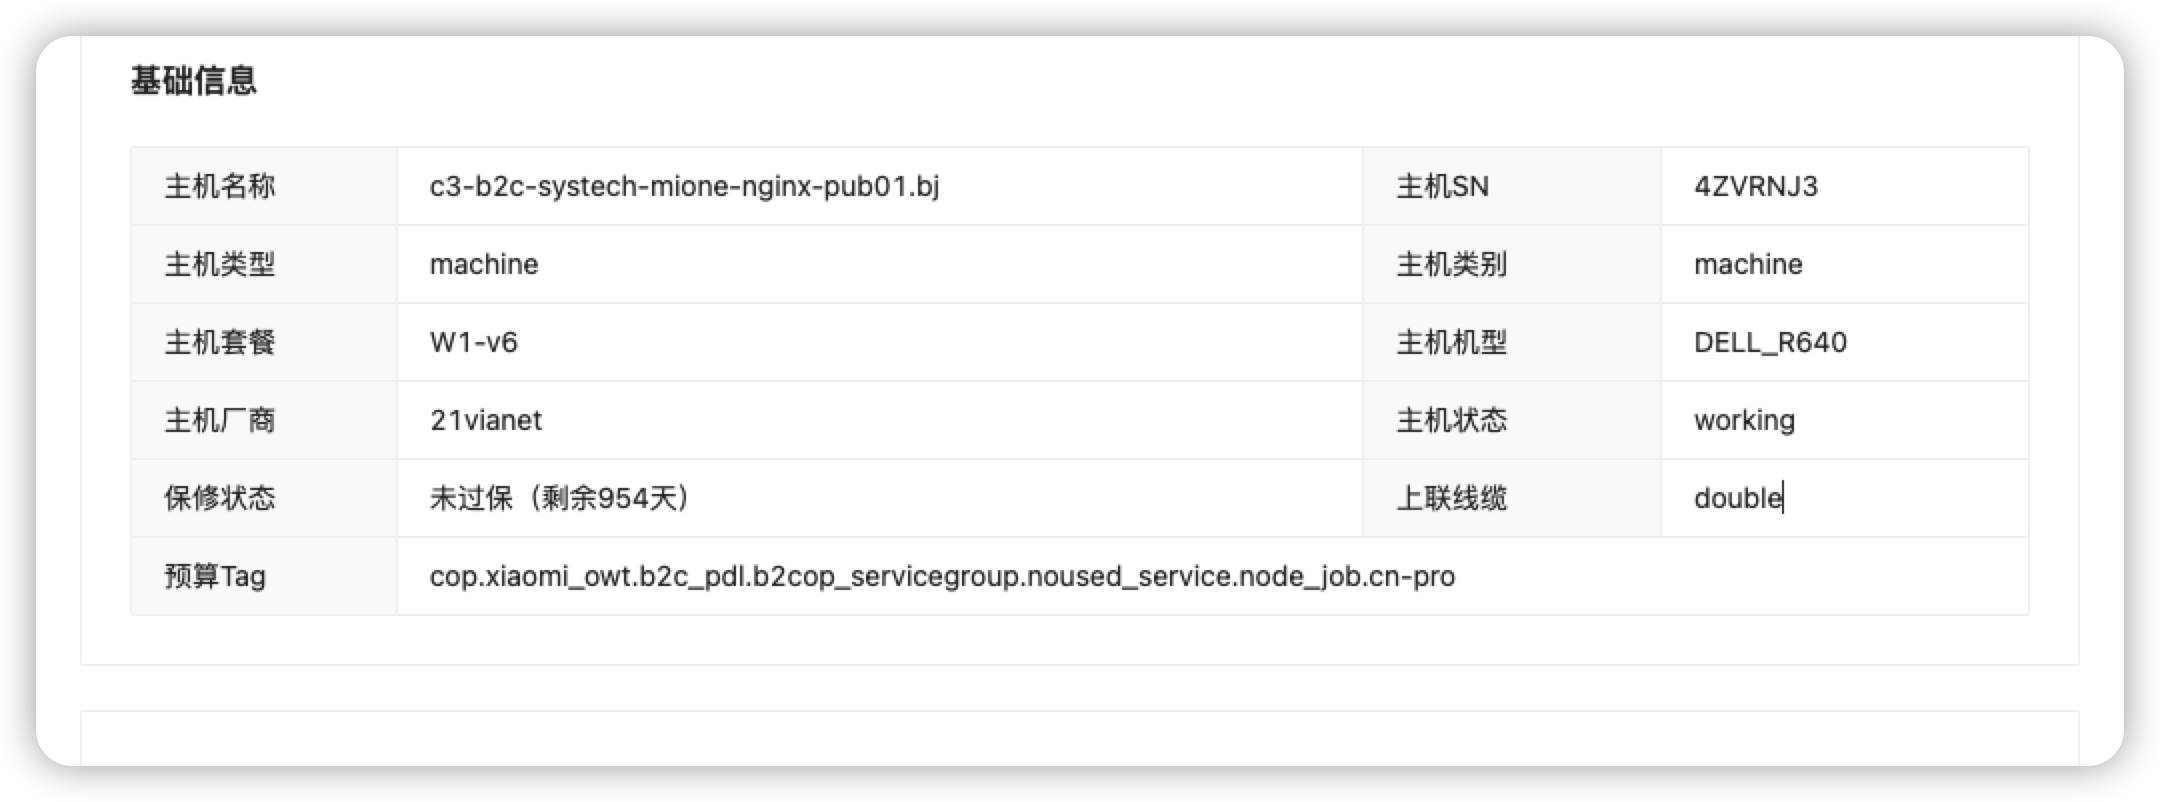 基础信息
主机名称 c3-b2c-systech-mione-nginx-pub01.bj 主机SN 4ZVRNJ3
主机类型 machine 主机类别 machine
主机套餐 W1-v6 主机机型 DELL_R640
主机厂商 21vianet 主机状态 working
保修状态 未过保（剩余954天） 上联线缆 double
预算Tag cop.xiaomi_owt.b2c_pdl.b2cop_servicegroup.noused_service.node_job.cn-pro